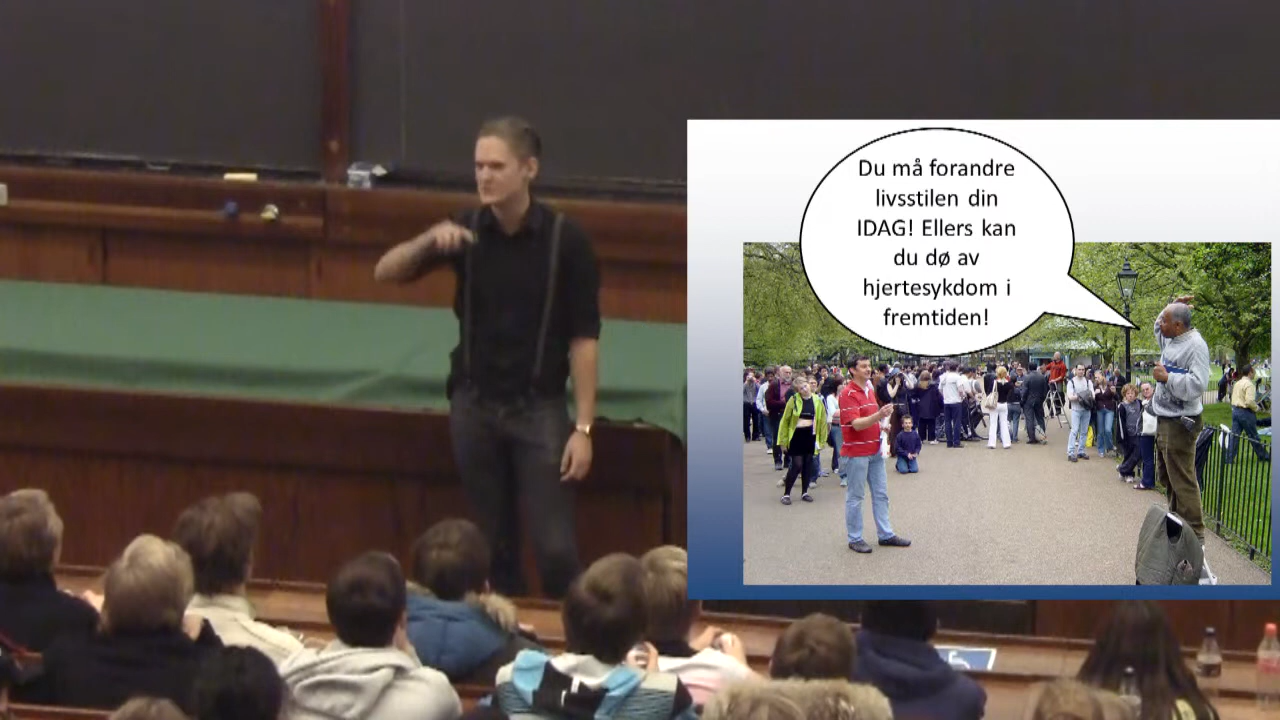 Du må forandre
livsstilen din
IDAG! Ellers kan
du dø av
hjertesykdom i
fremtiden!